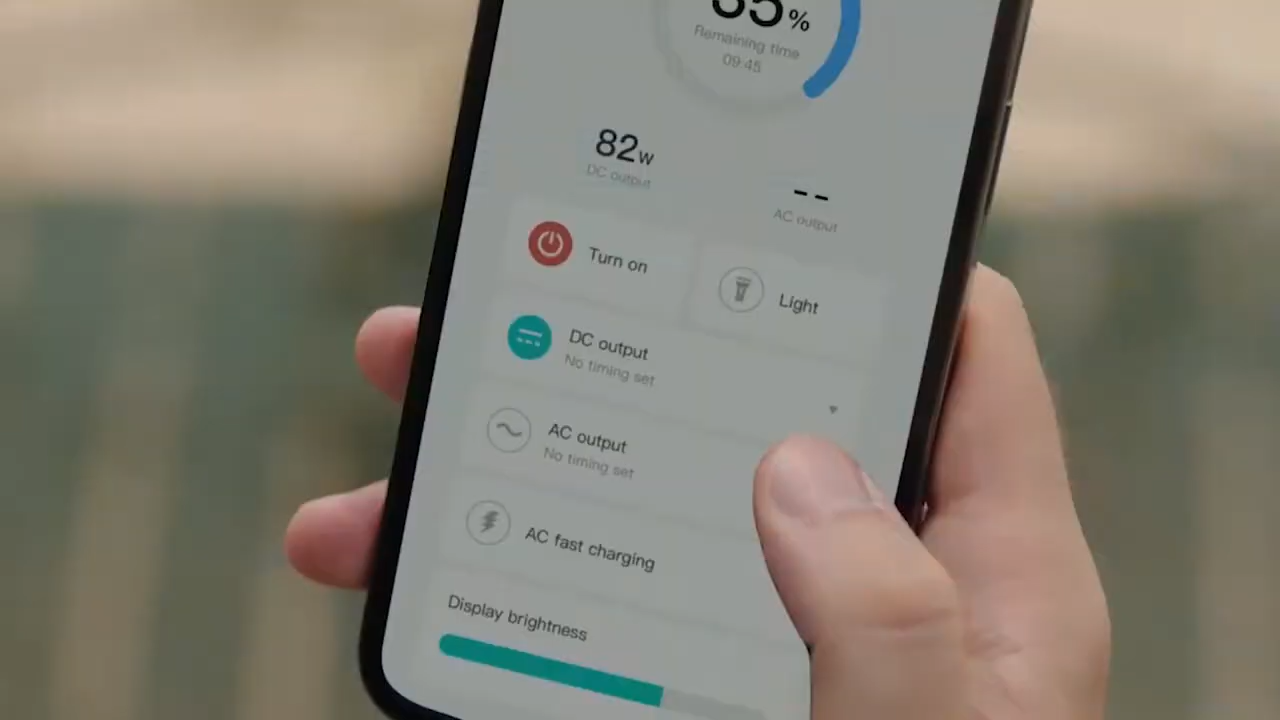 35%
Remaining time
09:45
82w
DC output
--
AC output
Turn on
Light
DC output
No timing set
AC output
No timing set
AC fast charging
Display brightness